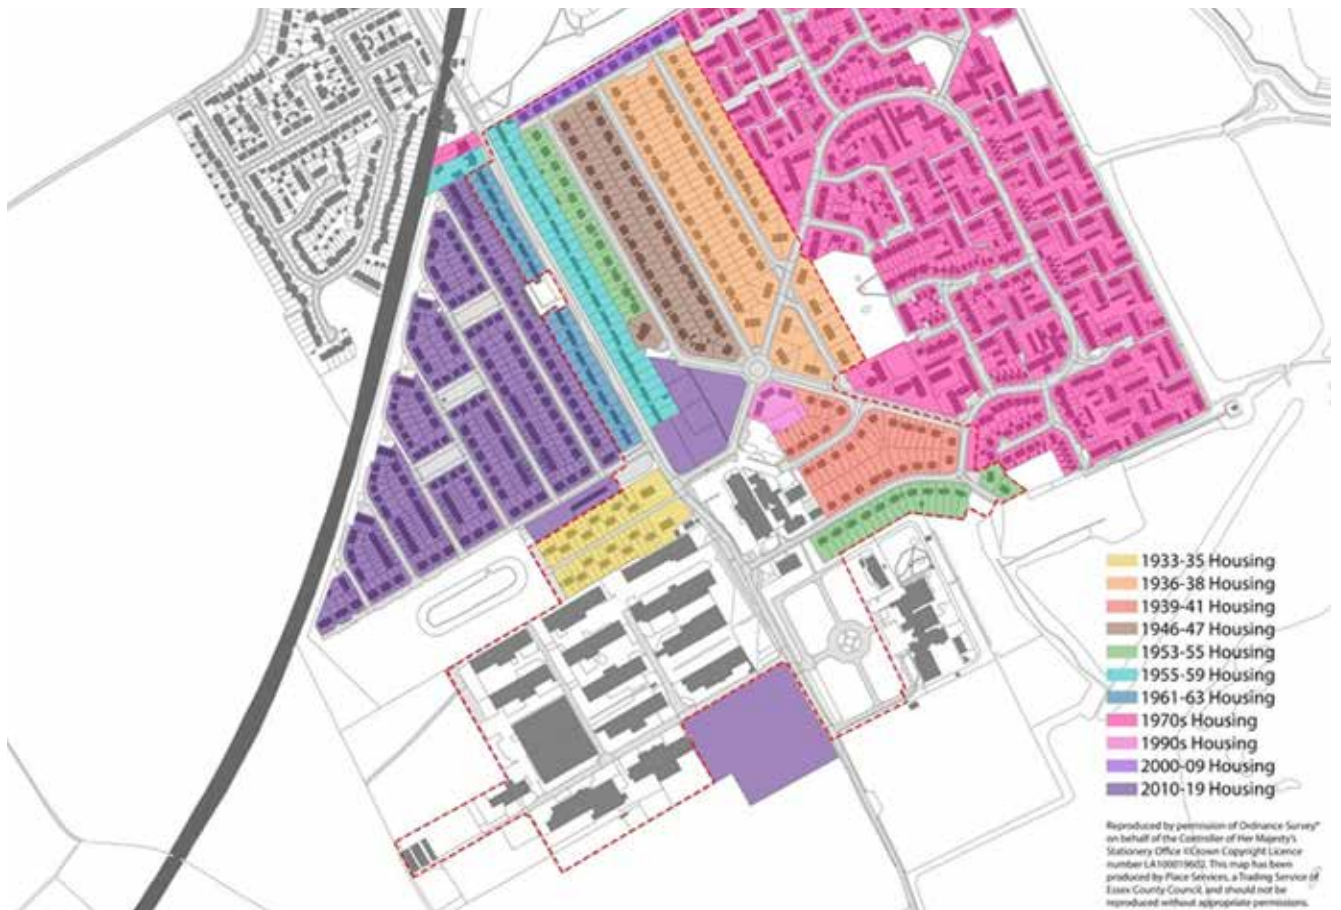 1933-35 Housing
1936-38 Housing
1939-41 Housing
1946-47 Housing
1953-55 Housing
1955-59 Housing
1961-63 Housing
1970s Housing
1990s Housing
2000-09 Housing
2010-19 Housing
Reproduced by permission of Ordnance Survey®
on behalf of the Controller of Her Majesty's
Stationery Office ©Crown Copyright Licence
number LA100019602. This map has been
produced by Place Services, a Trading Service of
Essex County Council and should not be
reproduced without appropriate permissions.